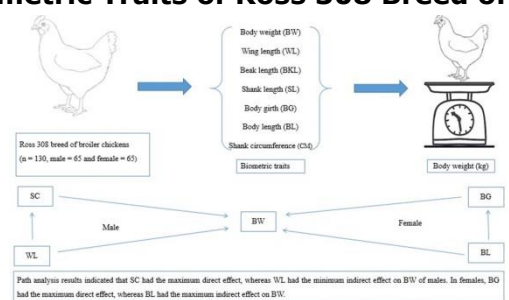 metric Traits of Ross 308 Breed of
Body weight (BW)
Wing length (WL)
Beak length (BKL)
Shank length (SL)
Body girth (BG)
Body length (BL)
Shank circumference (CM)
Ross 308 breed of broiler chickens
(n = 130, male = 65 and female = 65)
Biometric traits
Body weight (kg)
SC
BG
Male
BW
Female
WL
BL
Path analysis results indicated that SC had the maximum direct effect, whereas WL had the minimum indirect effect on BW of males. In females, BG
had the maximum direct effect, whereas BL had the maximum indirect effect on BW.